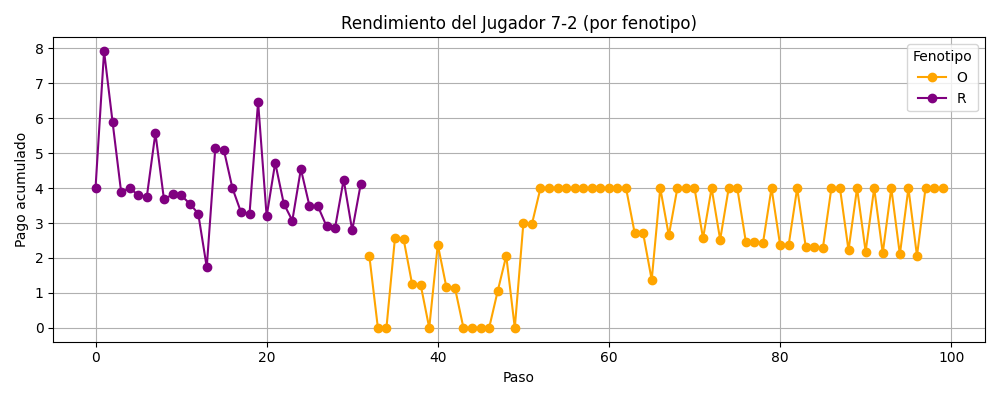 Rendimiento del Jugador 7-2 (por fenotipo)
Pago acumulado
8
7
6
5
4
3
2
1
0
Fenotipo
O
R
0 20 40 60 80 100
Paso